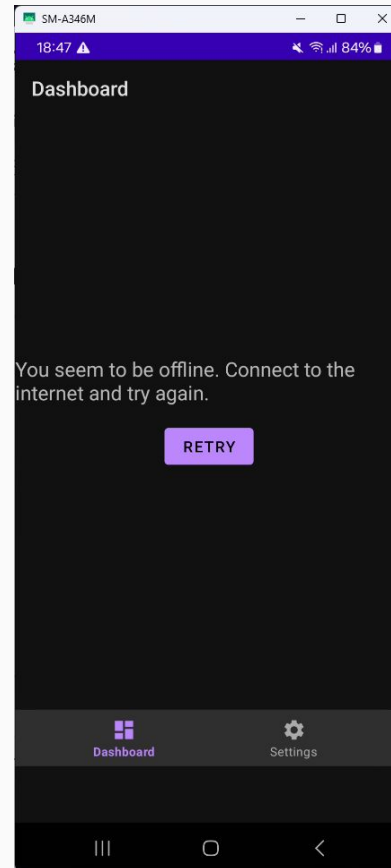 SM-A346M
18:47
84%
Dashboard
You seem to be offline. Connect to the
internet and try again.
RETRY
Dashboard
Settings